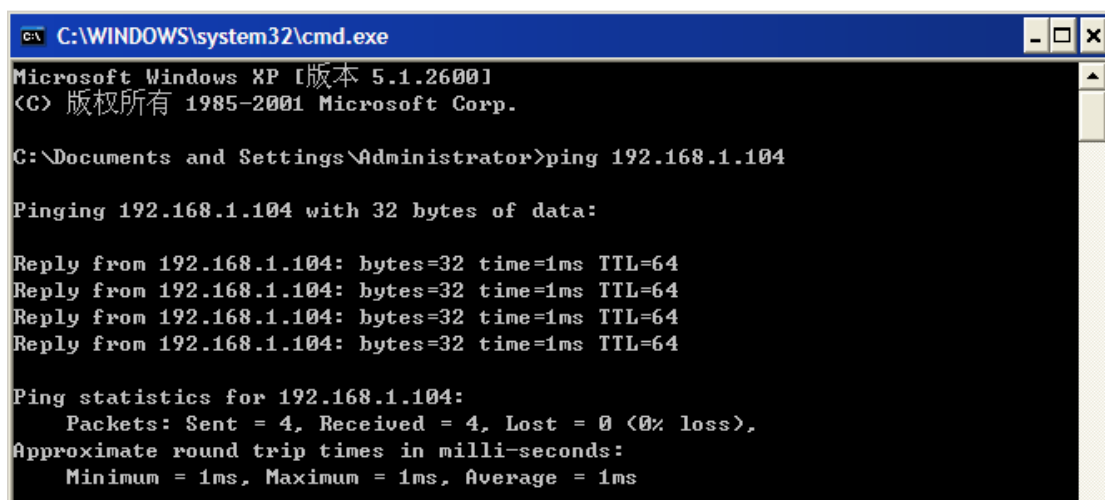 C:\WINDOWS\system32\cmd.exe
Microsoft Windows XP [版本 5.1.2600]
(C) 版权所有 1985-2001 Microsoft Corp.
C:\Documents and Settings\Administrator>ping 192.168.1.104
Pinging 192.168.1.104 with 32 bytes of data:
Reply from 192.168.1.104: bytes=32 time=1ms TTL=64
Reply from 192.168.1.104: bytes=32 time=1ms TTL=64
Reply from 192.168.1.104: bytes=32 time=1ms TTL=64
Reply from 192.168.1.104: bytes=32 time=1ms TTL=64
Ping statistics for 192.168.1.104:
    Packets: Sent = 4, Received = 4, Lost = 0 (0% loss),
Approximate round trip times in milli-seconds:
    Minimum = 1ms, Maximum = 1ms, Average = 1ms